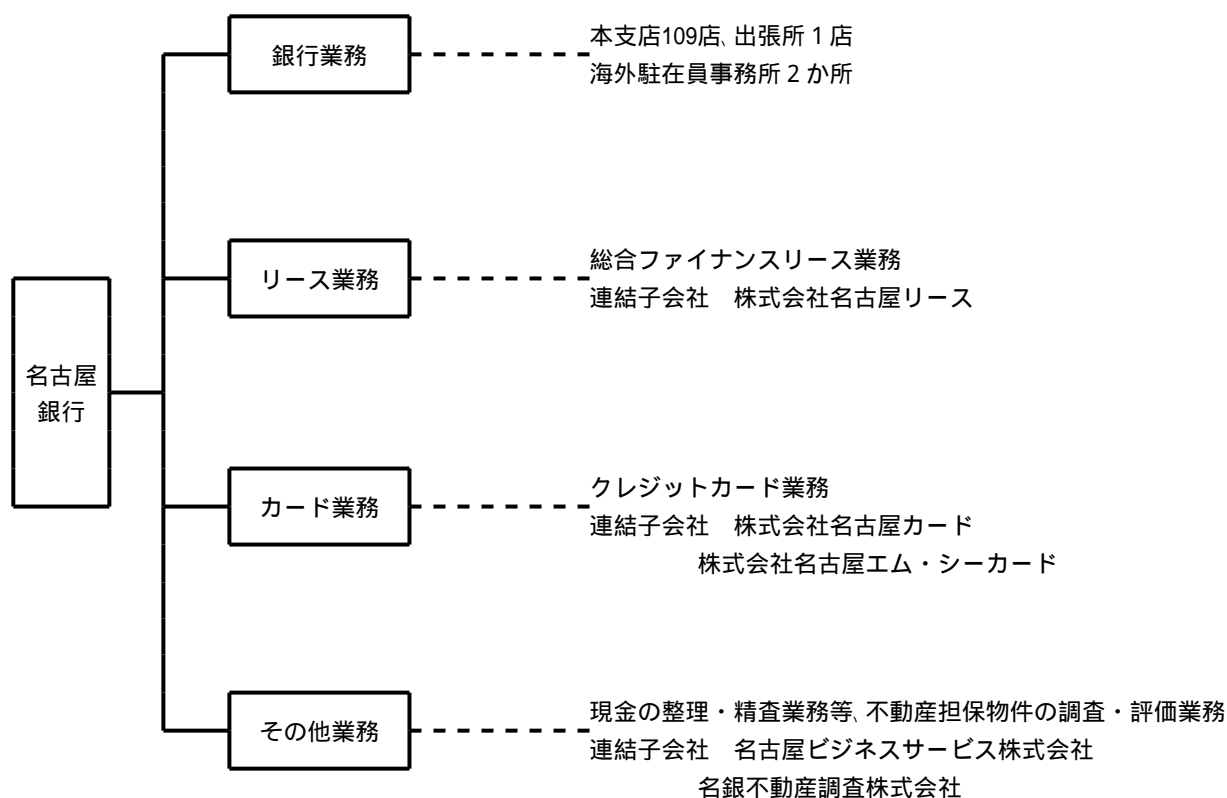 名古屋
銀行
銀行業務
本支店109店、出張所1店
海外駐在員事務所2か所
リース業務
総合ファイナンスリース業務
連結子会社　株式会社名古屋リース
カード業務
クレジットカード業務
連結子会社　株式会社名古屋カード
株式会社名古屋エム・シーカード
その他業務
現金の整理・精査業務等、不動産担保物件の調査・評価業務
連結子会社　名古屋ビジネスサービス株式会社
名銀不動産調査株式会社